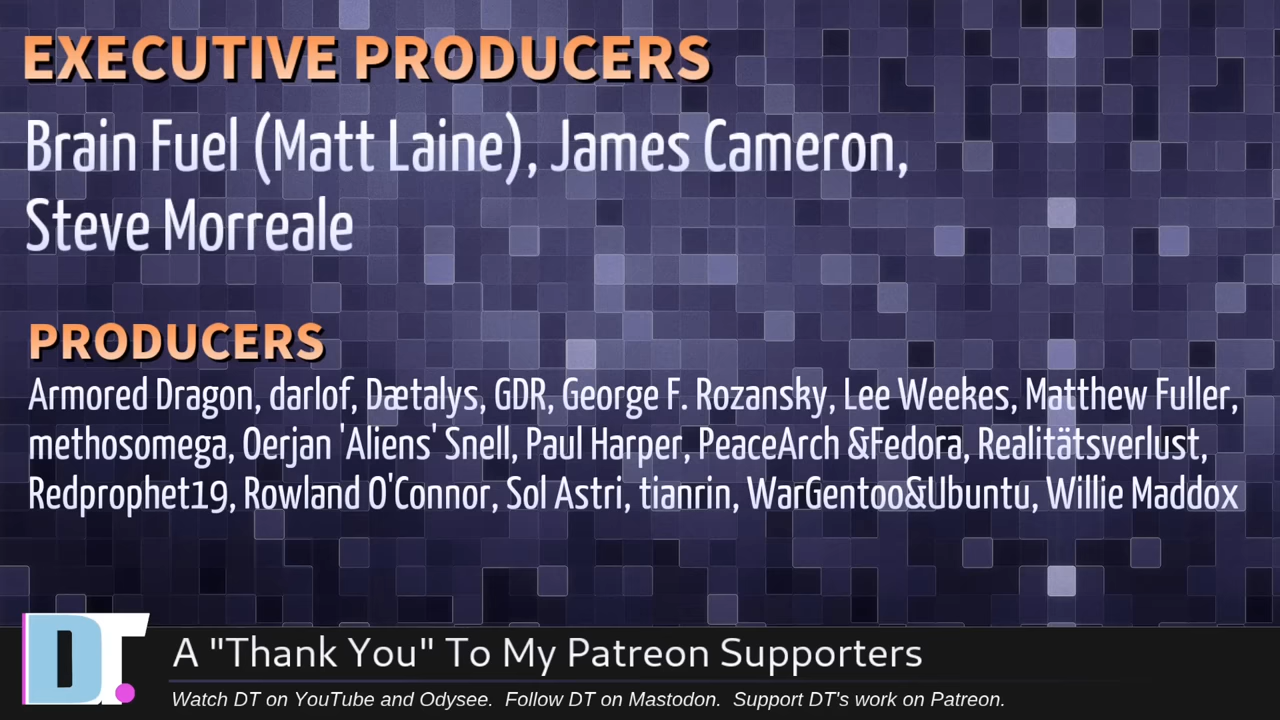 EXECUTIVE PRODUCERS
Brain Fuel (Matt Laine), James Cameron,
Steve Morreale
PRODUCERS
Armored Dragon, darlof, Dætalys, GDR, George F. Rozansky, Lee Weekes, Matthew Fuller,
methosomega, Oerjan 'Aliens' Snell, Paul Harper, PeaceArch &Fedora, Realitätsverlust,
Redprophet19, Rowland O'Connor, Sol Astri, tianrin, WarGentoo&Ubuntu, Willie Maddox
DT.
A "Thank You" To My Patreon Supporters
Watch DT on YouTube and Odysee. Follow DT on Mastodon. Support DT's work on Patreon.